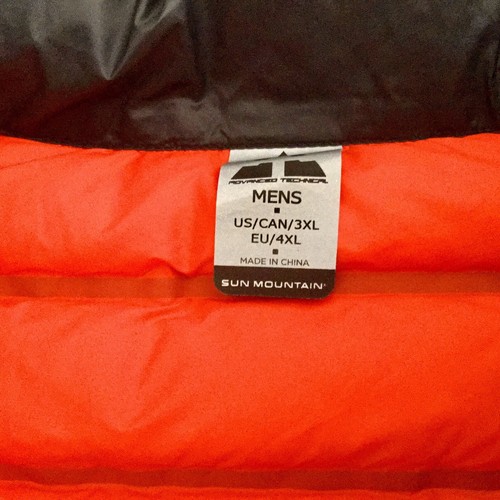 ADVANCED TECHNICAL
MENS
US/CAN/3XL
EU/4XL
MADE IN CHINA
SUN MOUNTAIN